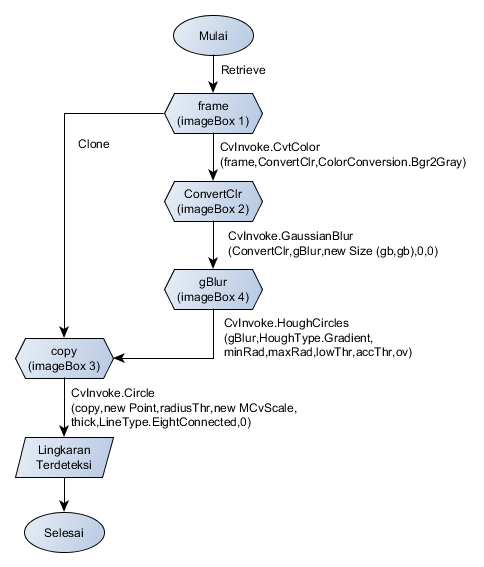 Mulai
Retrieve
frame
(imageBox 1)
Clone
CvInvoke.CvtColor
(frame,ConvertClr,ColorConversion.Bgr2Gray)
ConvertClr
(imageBox 2)
CvInvoke.GaussianBlur
(ConvertClr,gBlur,new Size (gb,gb),0,0)
gBlur
(imageBox 4)
CvInvoke.HoughCircles
(gBlur,HoughType.Gradient,
minRad,maxRad,lowThr,accThr,ov)
copy
(imageBox 3)
CvInvoke.Circle
(copy,new Point,radiusThr,new MCvScale,
thick,LineType.EightConnected,0)
Lingkaran
Terdeteksi
Selesai